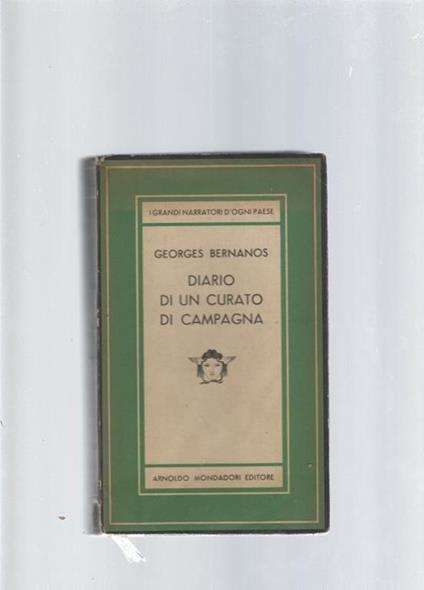 I GRANDI NARRATORI D'OGNI PAESE
GEORGES BERNANOS
DIARIO
DI UN CURATO
DI CAMPAGNA
ARNOLDO MONDADORI EDITORE